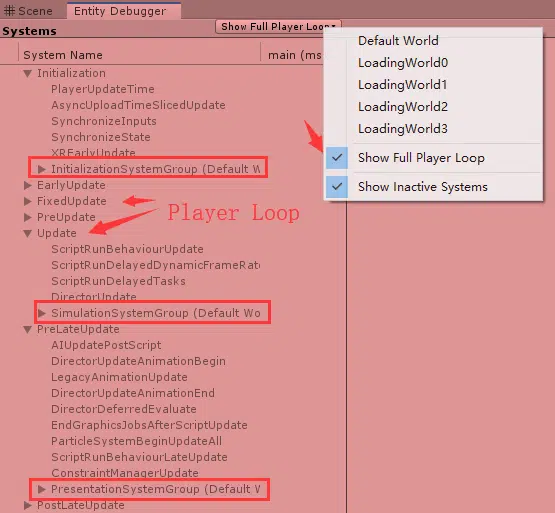 Scene
Entity Debugger
Systems
Show Full Player Loop
System Name
main (ms
Default World
LoadingWorld0
LoadingWorld1
LoadingWorld2
LoadingWorld3
Show Full Player Loop
Show Inactive Systems
Initialization
PlayerUpdateTime
AsyncUploadTimeSlicedUpdate
SynchronizeInputs
SynchronizeState
XREarlyUpdate
InitializationSystemGroup (Default W
EarlyUpdate
FixedUpdate
Player Loop
PreUpdate
Update
ScriptRunBehaviourUpdate
ScriptRunDelayedDynamicFrameRate
ScriptRunDelayedTasks
DirectorUpdate
SimulationSystemGroup (Default Wo
PreLateUpdate
AIUpdatePostScript
DirectorUpdateAnimationBegin
LegacyAnimationUpdate
DirectorUpdateAnimationEnd
DirectorDeferredEvaluate
EndGraphicsJobsAfterScriptUpdate
ParticleSystemBeginUpdateAll
ScriptRunBehaviourLateUpdate
ConstraintManagerUpdate
PresentationSystemGroup (Default W
PostLateUpdate